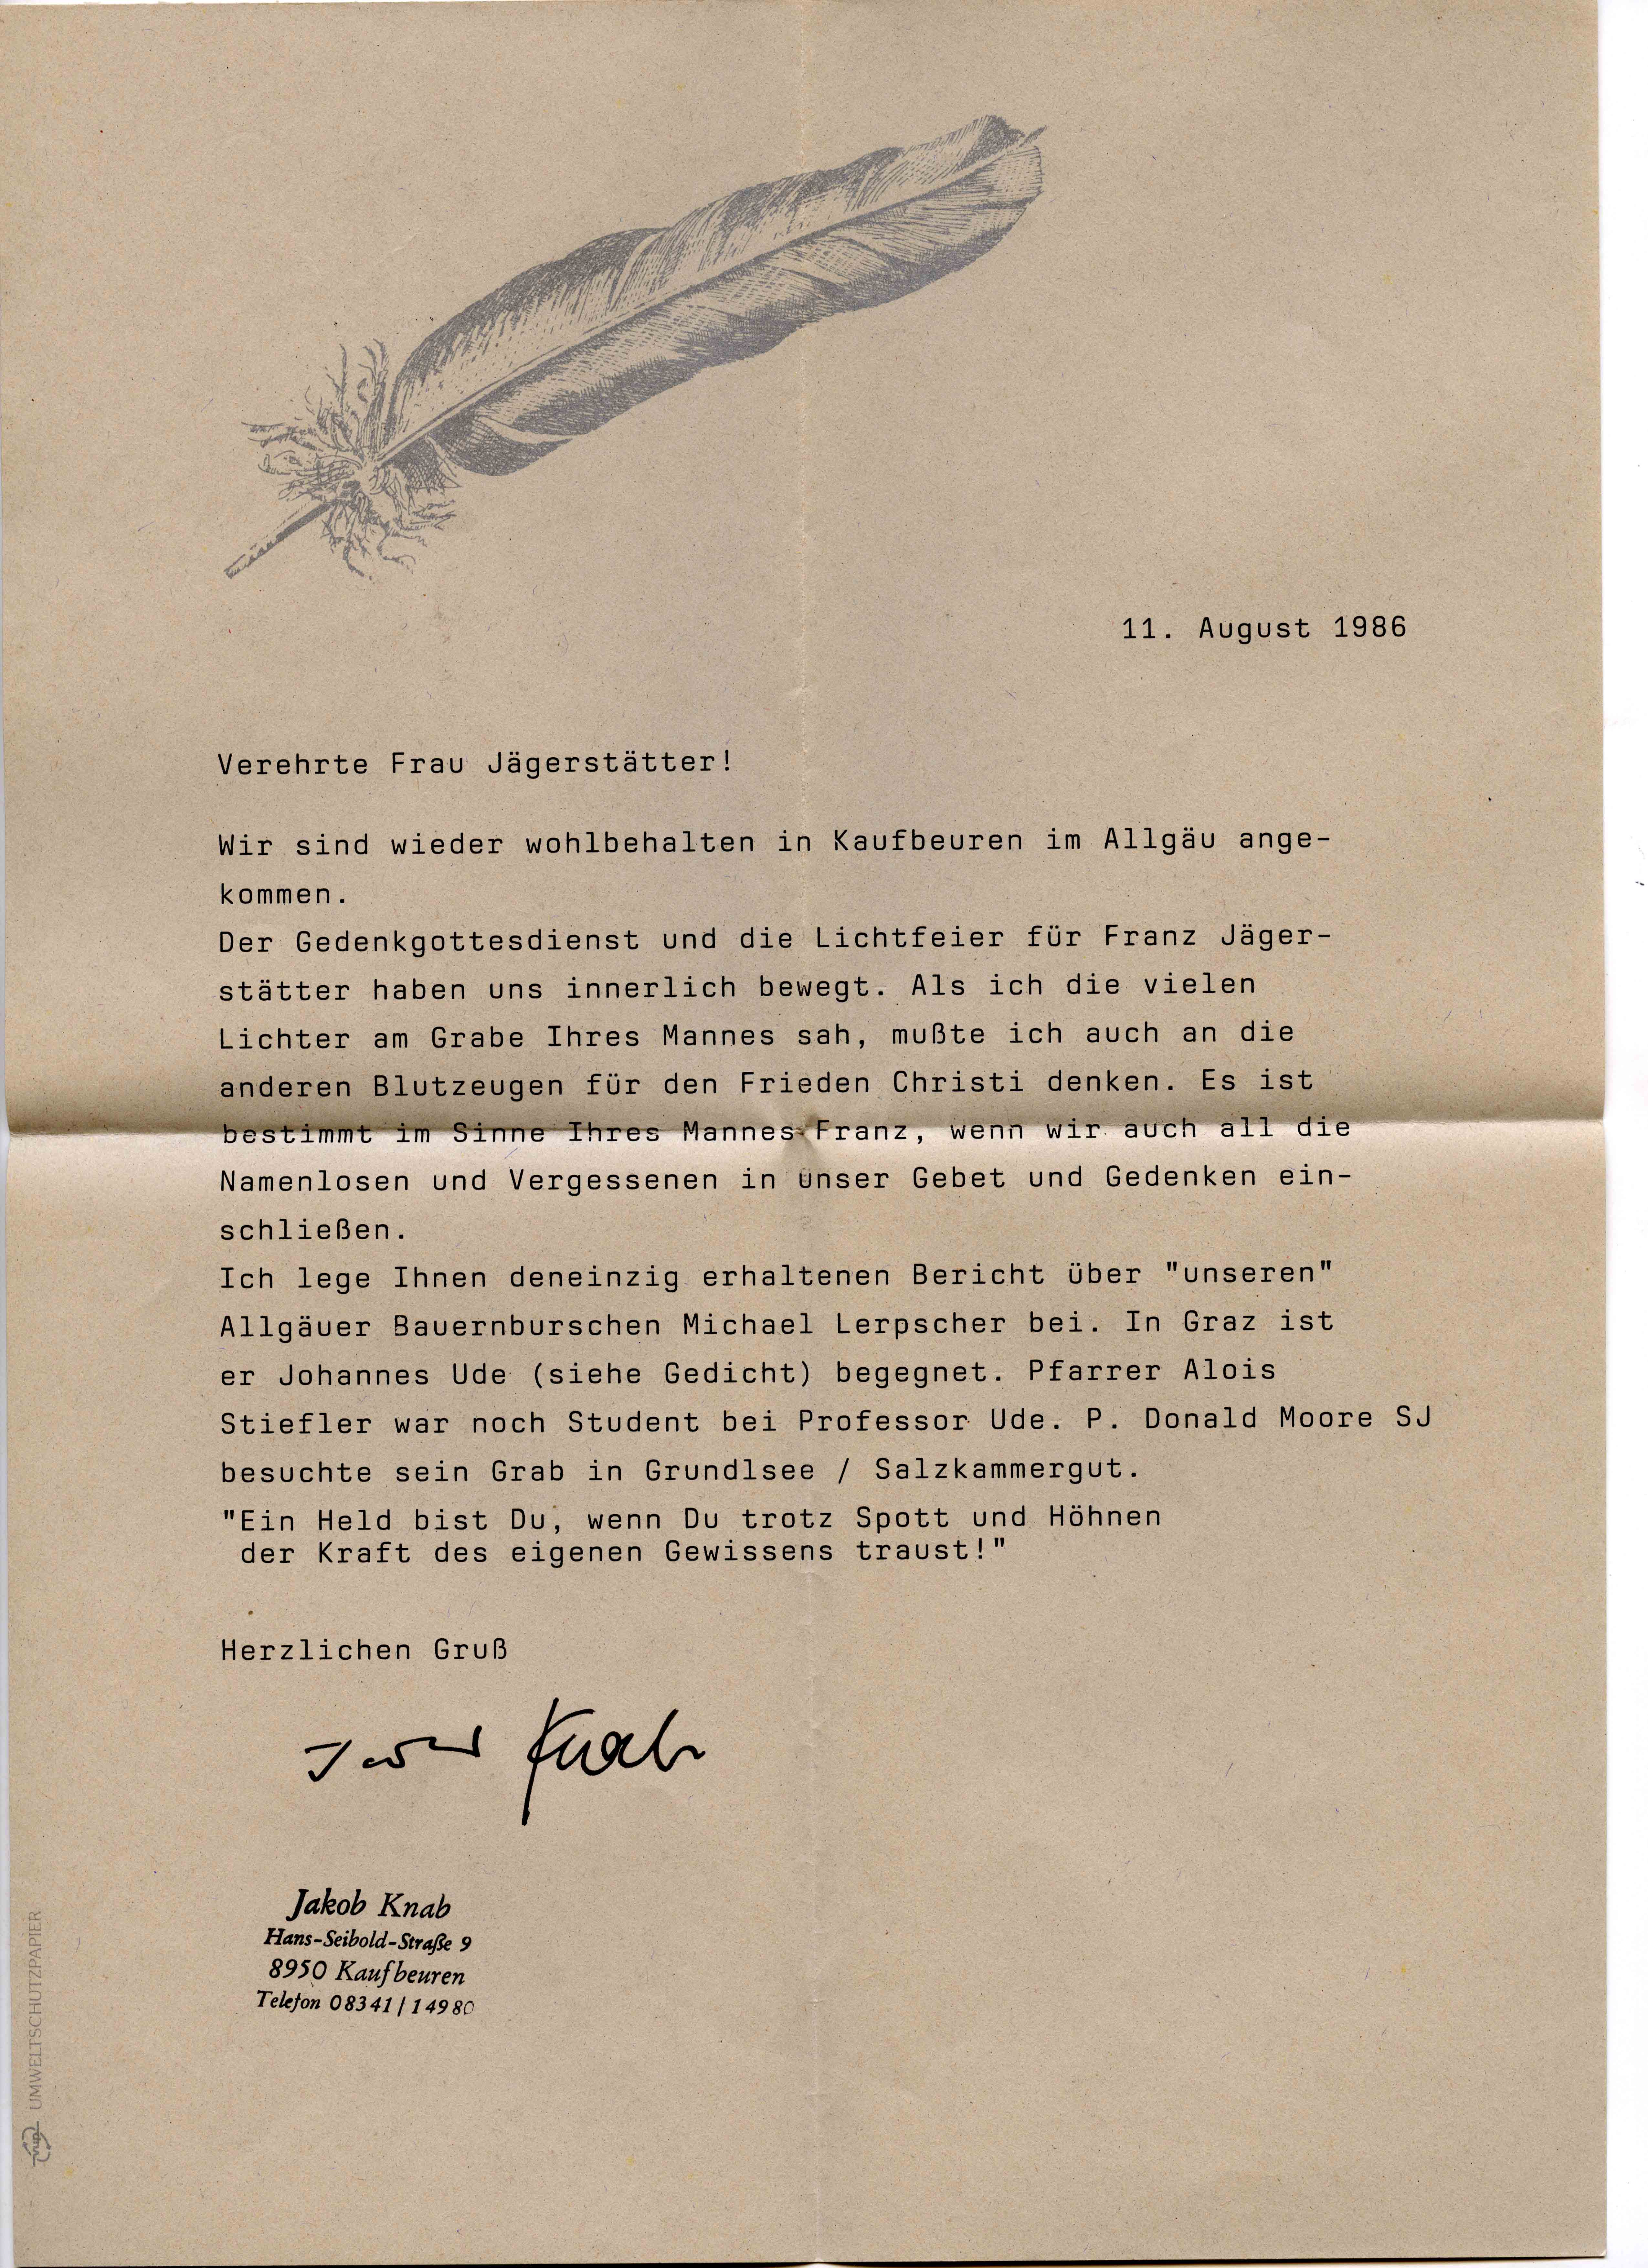 11. August 1986
Verehrte Frau Jägerstätter!
Wir sind wieder wohlbehalten in Kaufbeuren im Allgäu ange-
kommen.
Der Gedenkgottesdienst und die Lichtfeier für Franz Jäger-
stätter haben uns innerlich bewegt. Als ich die vielen
Lichter am Grabe Ihres Mannes sah, mußte ich auch an die
anderen Blutzeugen für den Frieden Christi denken. Es ist
bestimmt im Sinne Ihres Mannes Franz, wenn wir auch all die
Namenlosen und Vergessenen in unser Gebet und Gedenken ein-
schließen.
Ich lege Ihnen deneinzig erhaltenen Bericht über "unseren"
Allgäuer Bauernburschen Michael Lerpscher bei. In Graz ist
er Johannes Ude (siehe Gedicht) begegnet. Pfarrer Alois
Stiefler war noch Student bei Professor Ude. P. Donald Moore SJ
besuchte sein Grab in Grundlsee / Salzkammergut.
"Ein Held bist Du, wenn Du trotz Spott und Höhnen
der Kraft des eigenen Gewissens traust!"
Herzlichen Gruß
Jakob Knab
Jakob Knab
Hans-Seibold-Straße 9
8950 Kaufbeuren
Telefon 08341/14980
UMWELTSCHUTZPAPIER
vup